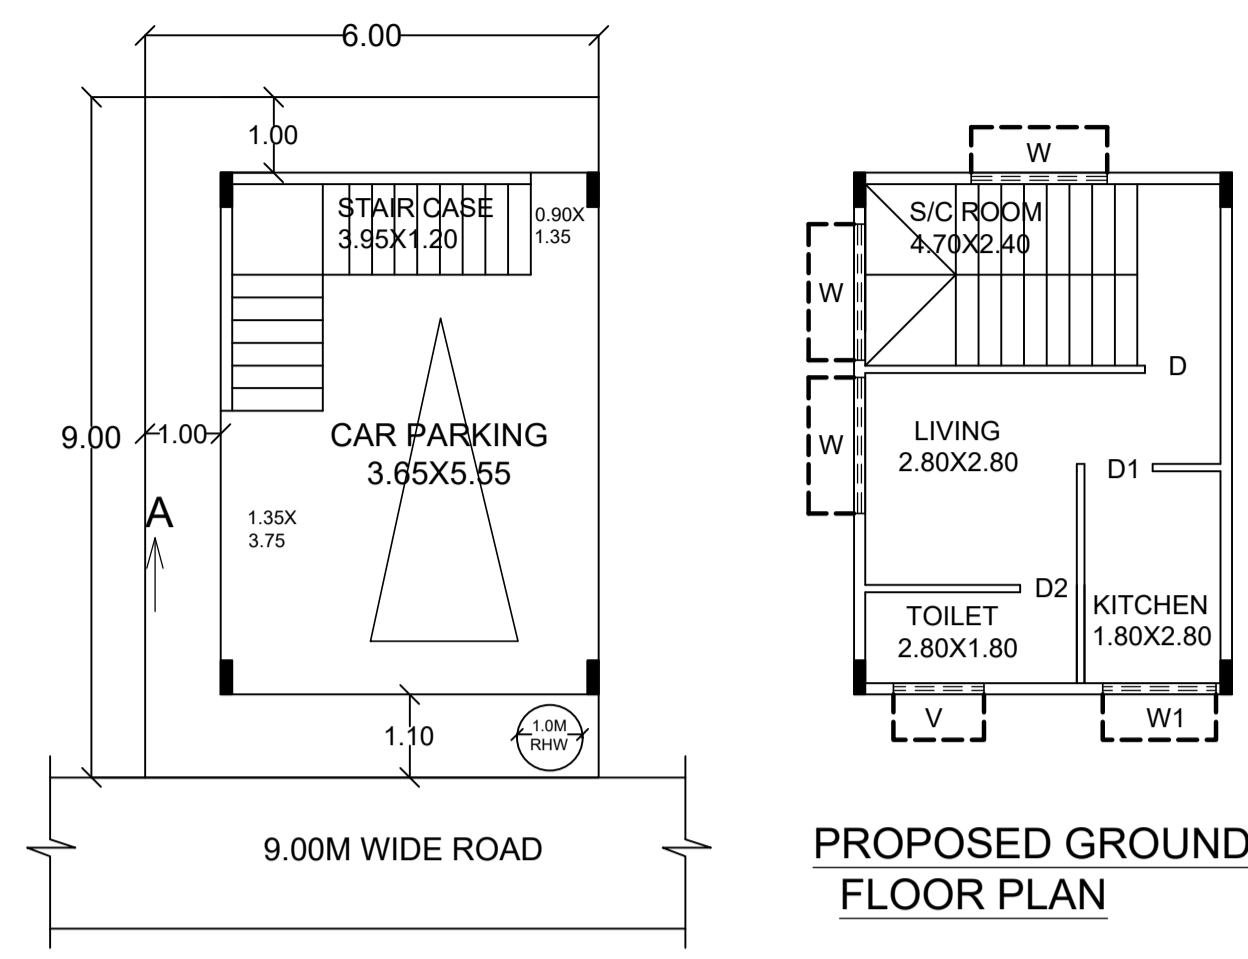 6.00
1.00
STAIR CASE
3.95X1.20
0.90X
1.35
9.00
1.00
CAR PARKING
3.65X5.55
A
1.35X
3.75
1.10
1.0M
RHW
9.00M WIDE ROAD
W
S/C ROOM
4.70X2.40
W
D
W
LIVING
2.80X2.80
D1
D2
TOILET
2.80X1.80
KITCHEN
1.80X2.80
V
W1
PROPOSED GROUND
FLOOR PLAN